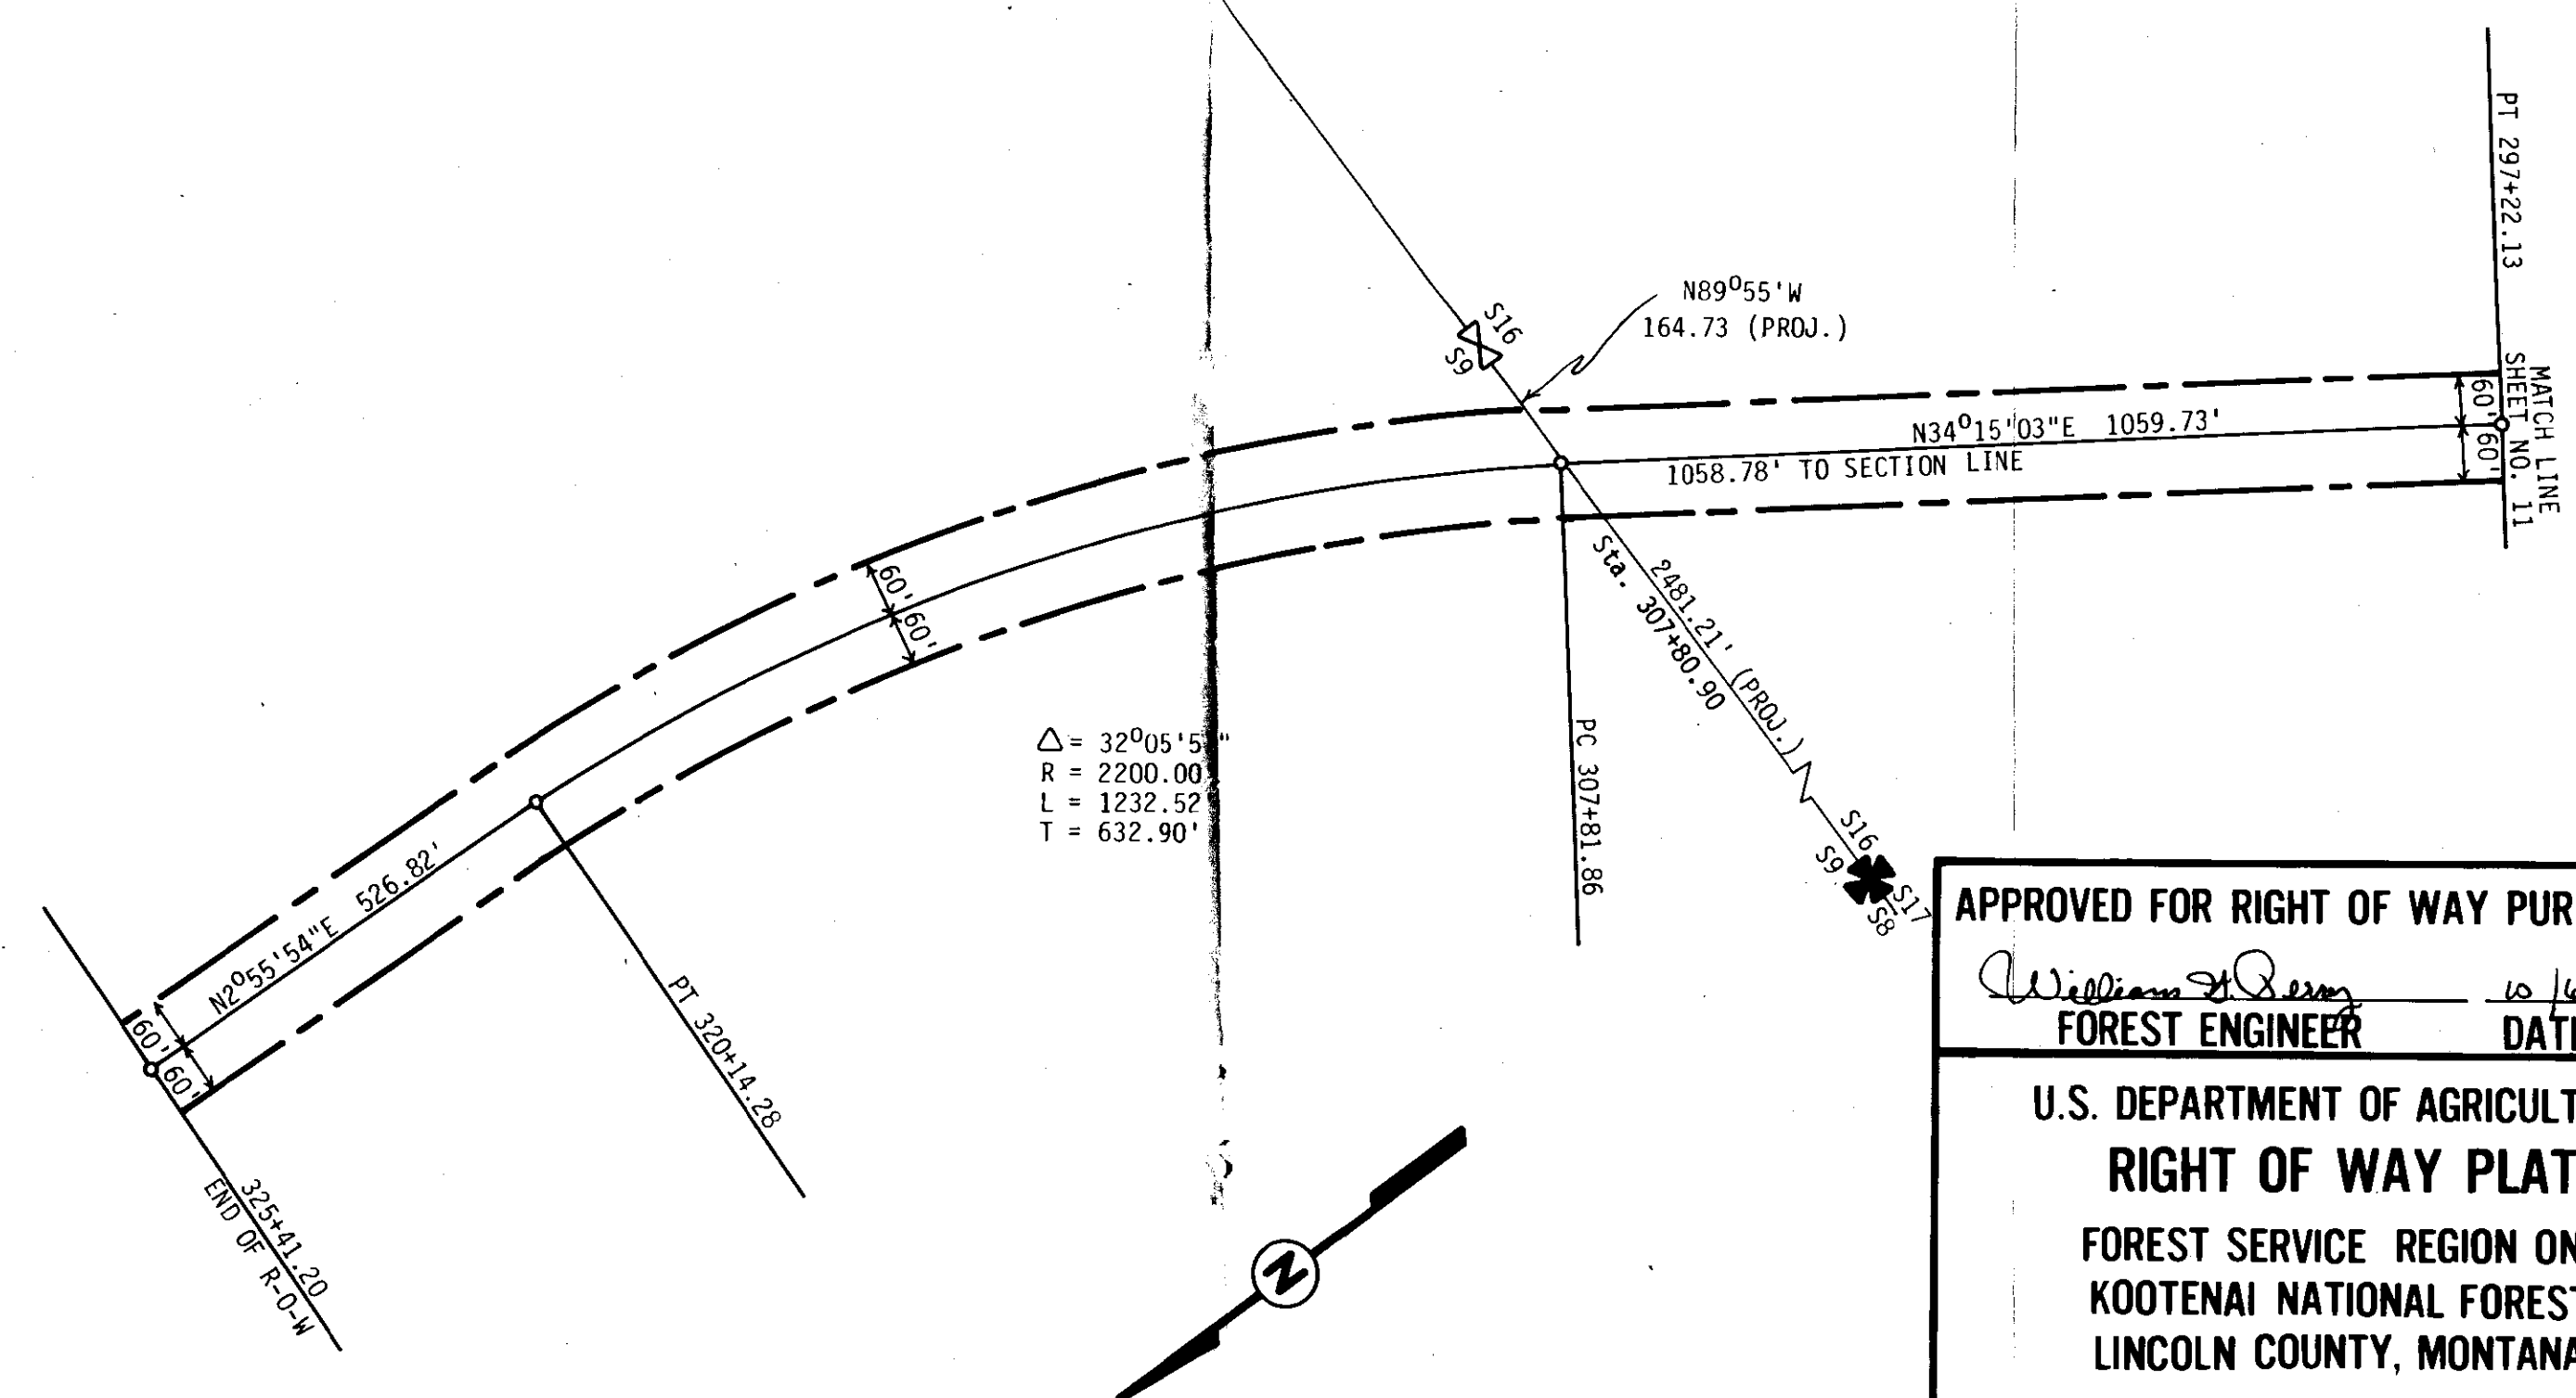 PT 297+22.13
MATCH LINE
SHEET NO. 11
S16
S9
N89°55'W
164.73 (PROJ.)
60'
60'
N34°15'03"E 1059.73'
1058.78' TO SECTION LINE
60'
60'
2481.21' (PROJ.)
Sta. 307+80.90
PC 307+81.86
S16
S9
S17
S8
△ = 32°05'5 "
R = 2200.00
L = 1232.52
T = 632.90'
N2°55'54"E 526.82'
60'
60'
PT 320+14.28
325+41.20
END OF R-O-W
N
APPROVED FOR RIGHT OF WAY PUR
10/
FOREST ENGINEER DAT
U.S. DEPARTMENT OF AGRICULT
RIGHT OF WAY PLAT
FOREST SERVICE REGION ON
KOOTENAI NATIONAL FOREST
LINCOLN COUNTY, MONTANA